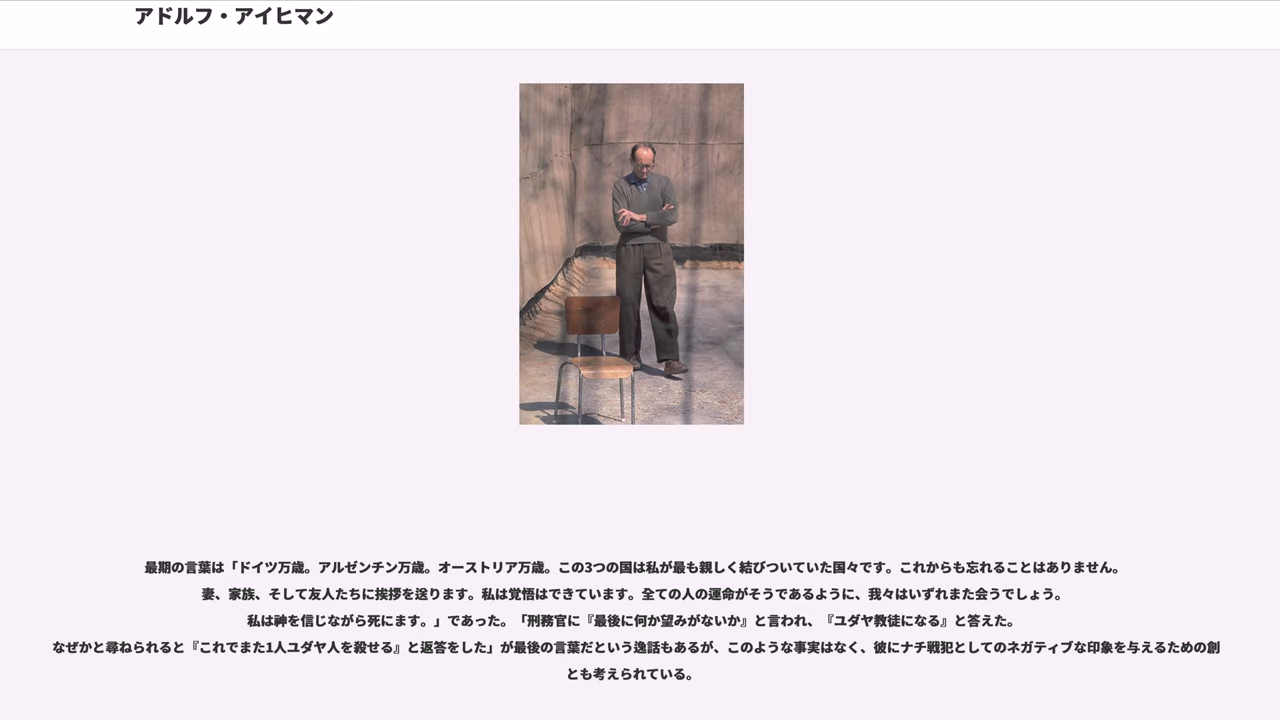 アドルフ・アイヒマン
最期の言葉は「ドイツ万歳。アルゼンチン万歳。オーストリア万歳。この3つの国は私が最も親しく結びついていた国々です。これからも忘れることはありません。
妻、家族、そして友人たちに挨拶を送ります。私は覚悟はできています。全ての人の運命がそうであるように、我々はいずれまた会うでしょう。
私は神を信じながら死にます。」であった。「刑務官に『最後に何か望みがないか』と言われ、『ユダヤ教徒になる』と答えた。
なぜかと尋ねられると『これでまた1人ユダヤ人を殺せる』と返答をした」が最後の言葉だという逸話もあるが、このような事実はなく、彼にナチ戦犯としてのネガティブな印象を与えるための創
とも考えられている。